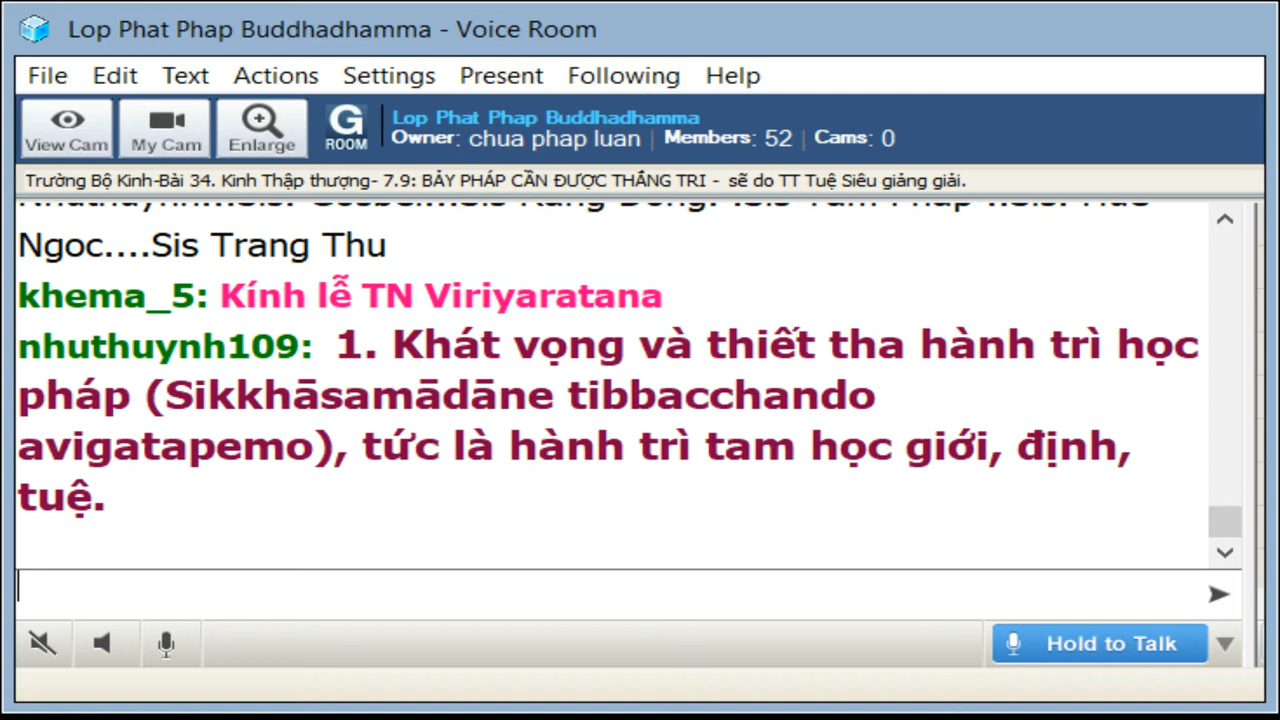 Lop Phat Phap Buddhadhamma - Voice Room
File Edit Text Actions Settings Present Following Help
View Cam My Cam Enlarge G ROOM
Lop Phat Phap Buddhadhamma
Owner: chua phap luan | Members: 52 | Cams: 0
Trường Bộ Kinh-Bài 34. Kinh Thập thượng- 7.9: BẢY PHÁP CẦN ĐƯỢC THẮNG TRI - sẽ do TT Tuệ Siêu giảng giải.
Ngoc....Sis Trang Thu
khema_5: Kính lễ TN Viriyaratana
nhuthuynh109: 1. Khát vọng và thiết tha hành trì học
pháp (Sikkhāsamādāne tibbacchando
avigatapemo), tức là hành trì tam học giới, định,
tuệ.
Hold to Talk